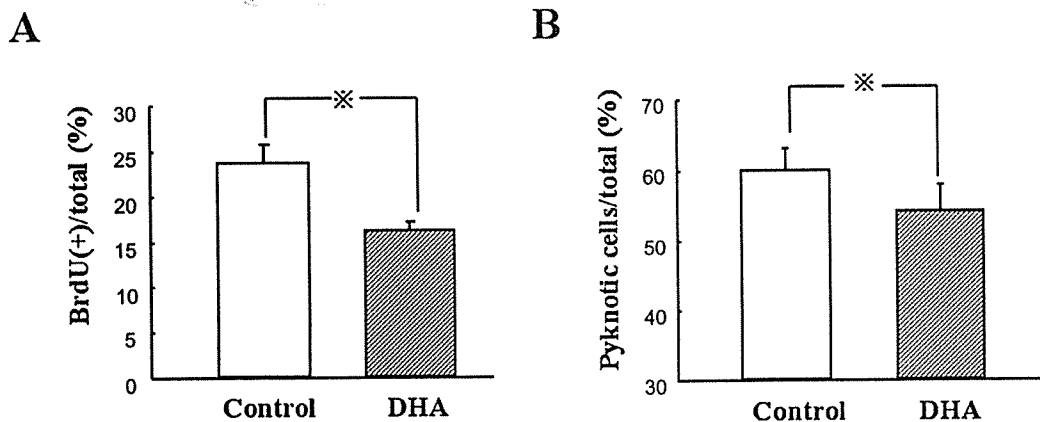 A
B
BrdU(+)/total (%)
30
25
20
15
10
5
0
※
Control
DHA
Pyknotic cells/total (%)
70
60
50
40
30
※
Control
DHA